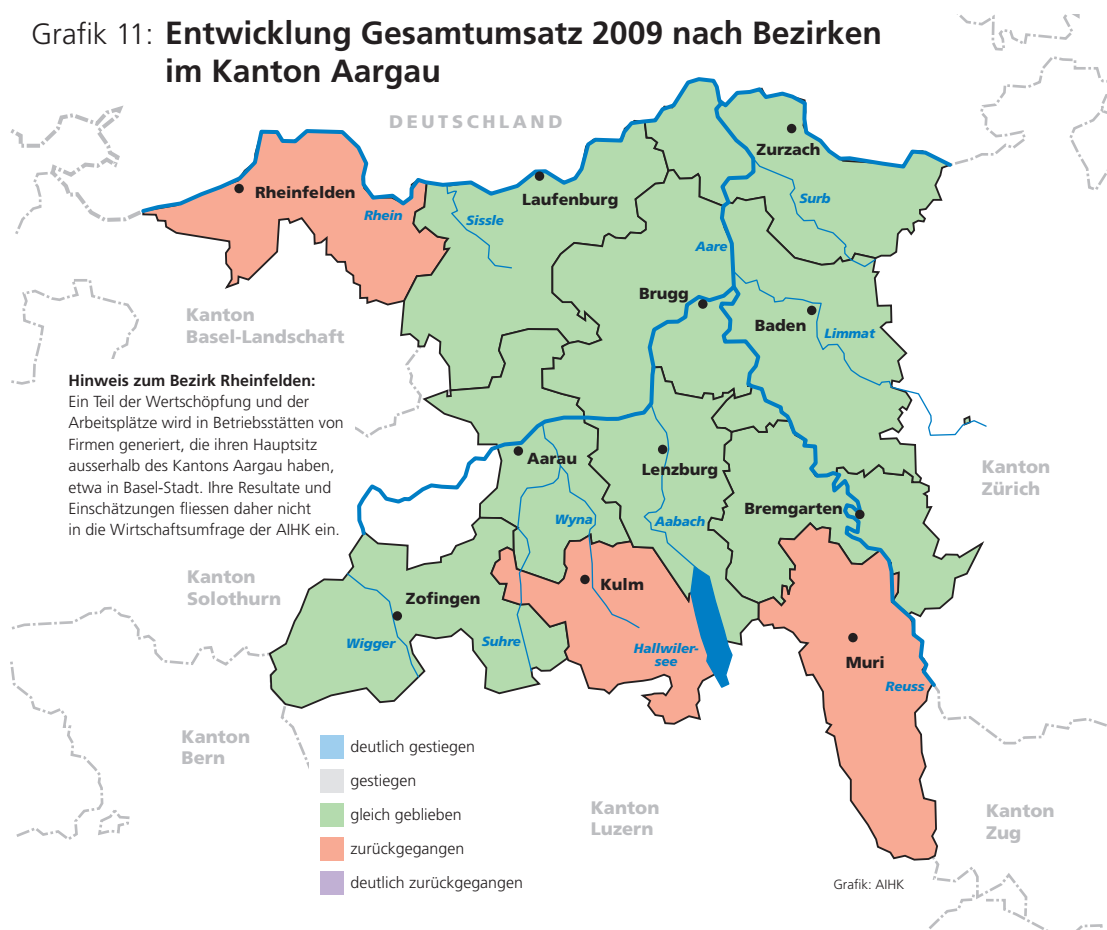 Grafik 11: Entwicklung Gesamtumsatz 2009 nach Bezirken
im Kanton Aargau
DEUTSCHLAND
Zurzach
Rheinfelden
Laufenburg
Rhein
Sissle
Surb
Aare
Brugg
Baden
Limmat
Kanton
Basel-Landschaft
Hinweis zum Bezirk Rheinfelden:
Ein Teil der Wertschöpfung und der
Arbeitsplätze wird in Betriebsstätten von
Firmen generiert, die ihren Hauptsitz
ausserhalb des Kantons Aargau haben,
etwa in Basel-Stadt. Ihre Resultate und
Einschätzungen fliessen daher nicht
in die Wirtschaftsumfrage der AIHK ein.
Aarau
Lenzburg
Kanton
Zürich
Bremgarten
Wyna
Aabach
Kanton
Solothurn
Zofingen
Kulm
Wigger
Suhre
Hallwiler-
see
Muri
Reuss
Kanton
Bern
deutlich gestiegen
gestiegen
gleich geblieben
zurückgegangen
deutlich zurückgegangen
Kanton
Luzern
Kanton
Zug
Grafik: AIHK